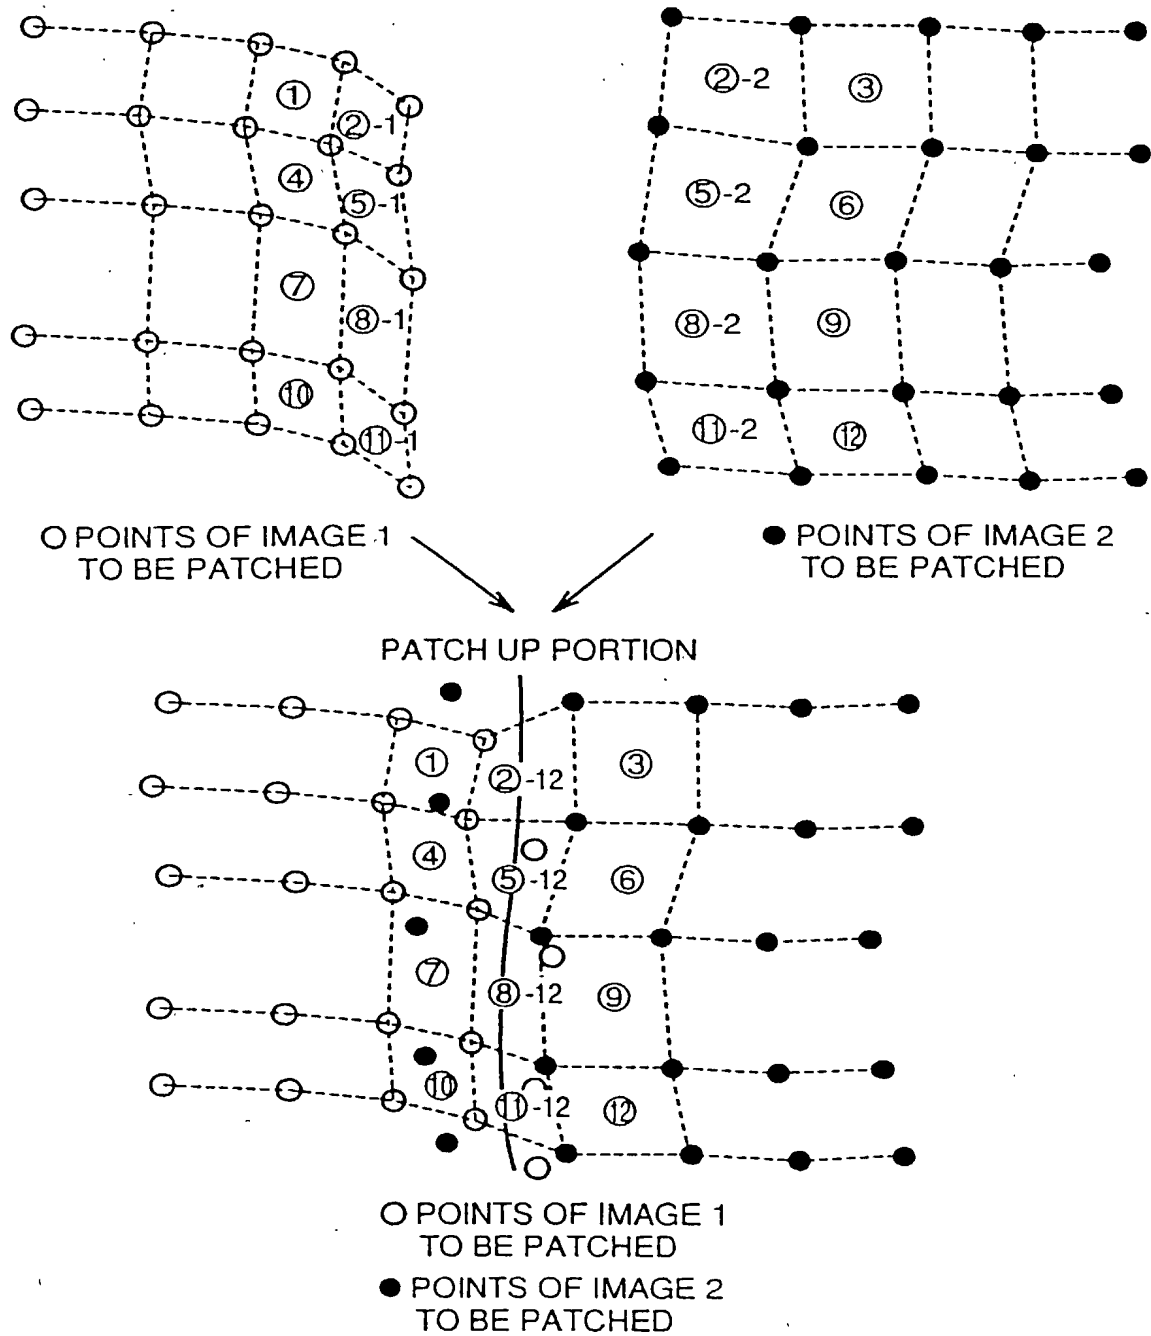 ① ②-1
④ ⑤-1
⑦ ⑧-1
⑩ ⑪-1
②-2 ③
⑤-2 ⑥
⑧-2 ⑨
⑪-2 ⑫
POINTS OF IMAGE 1
TO BE PATCHED
POINTS OF IMAGE 2
TO BE PATCHED
PATCH UP PORTION
① ②-12 ③
④ ⑤-12 ⑥
⑦ ⑧-12 ⑨
⑩ ⑪-12 ⑫
POINTS OF IMAGE 1
TO BE PATCHED
POINTS OF IMAGE 2
TO BE PATCHED